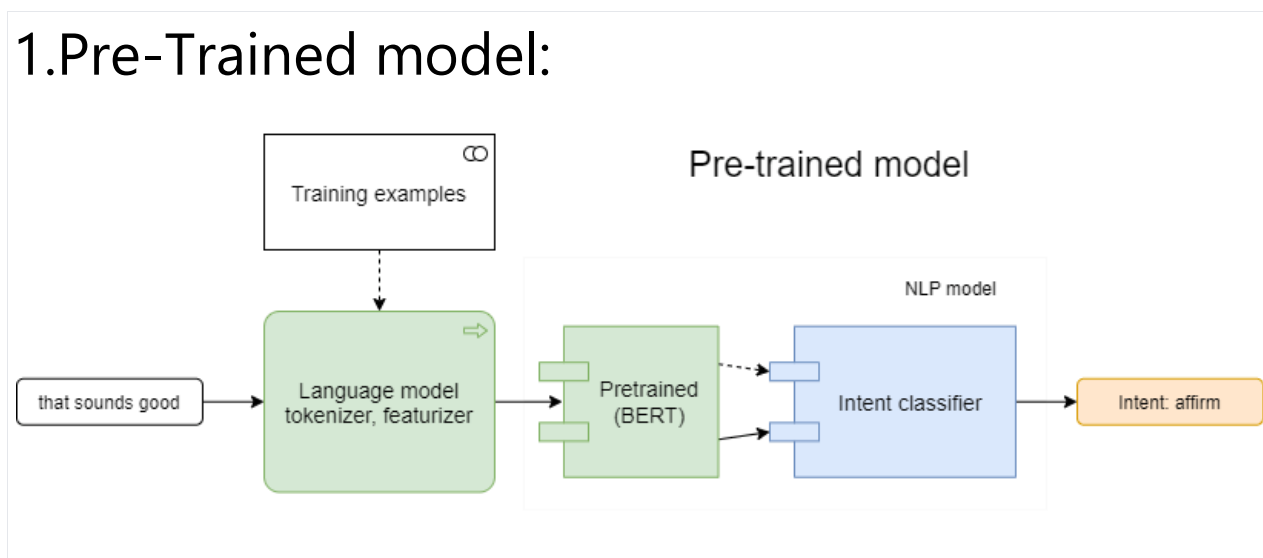 1.Pre-Trained model:
Pre-trained model
Training examples
NLP model
that sounds good
Language model
tokenizer, featurizer
Pretrained
(BERT)
Intent classifier
Intent: affirm